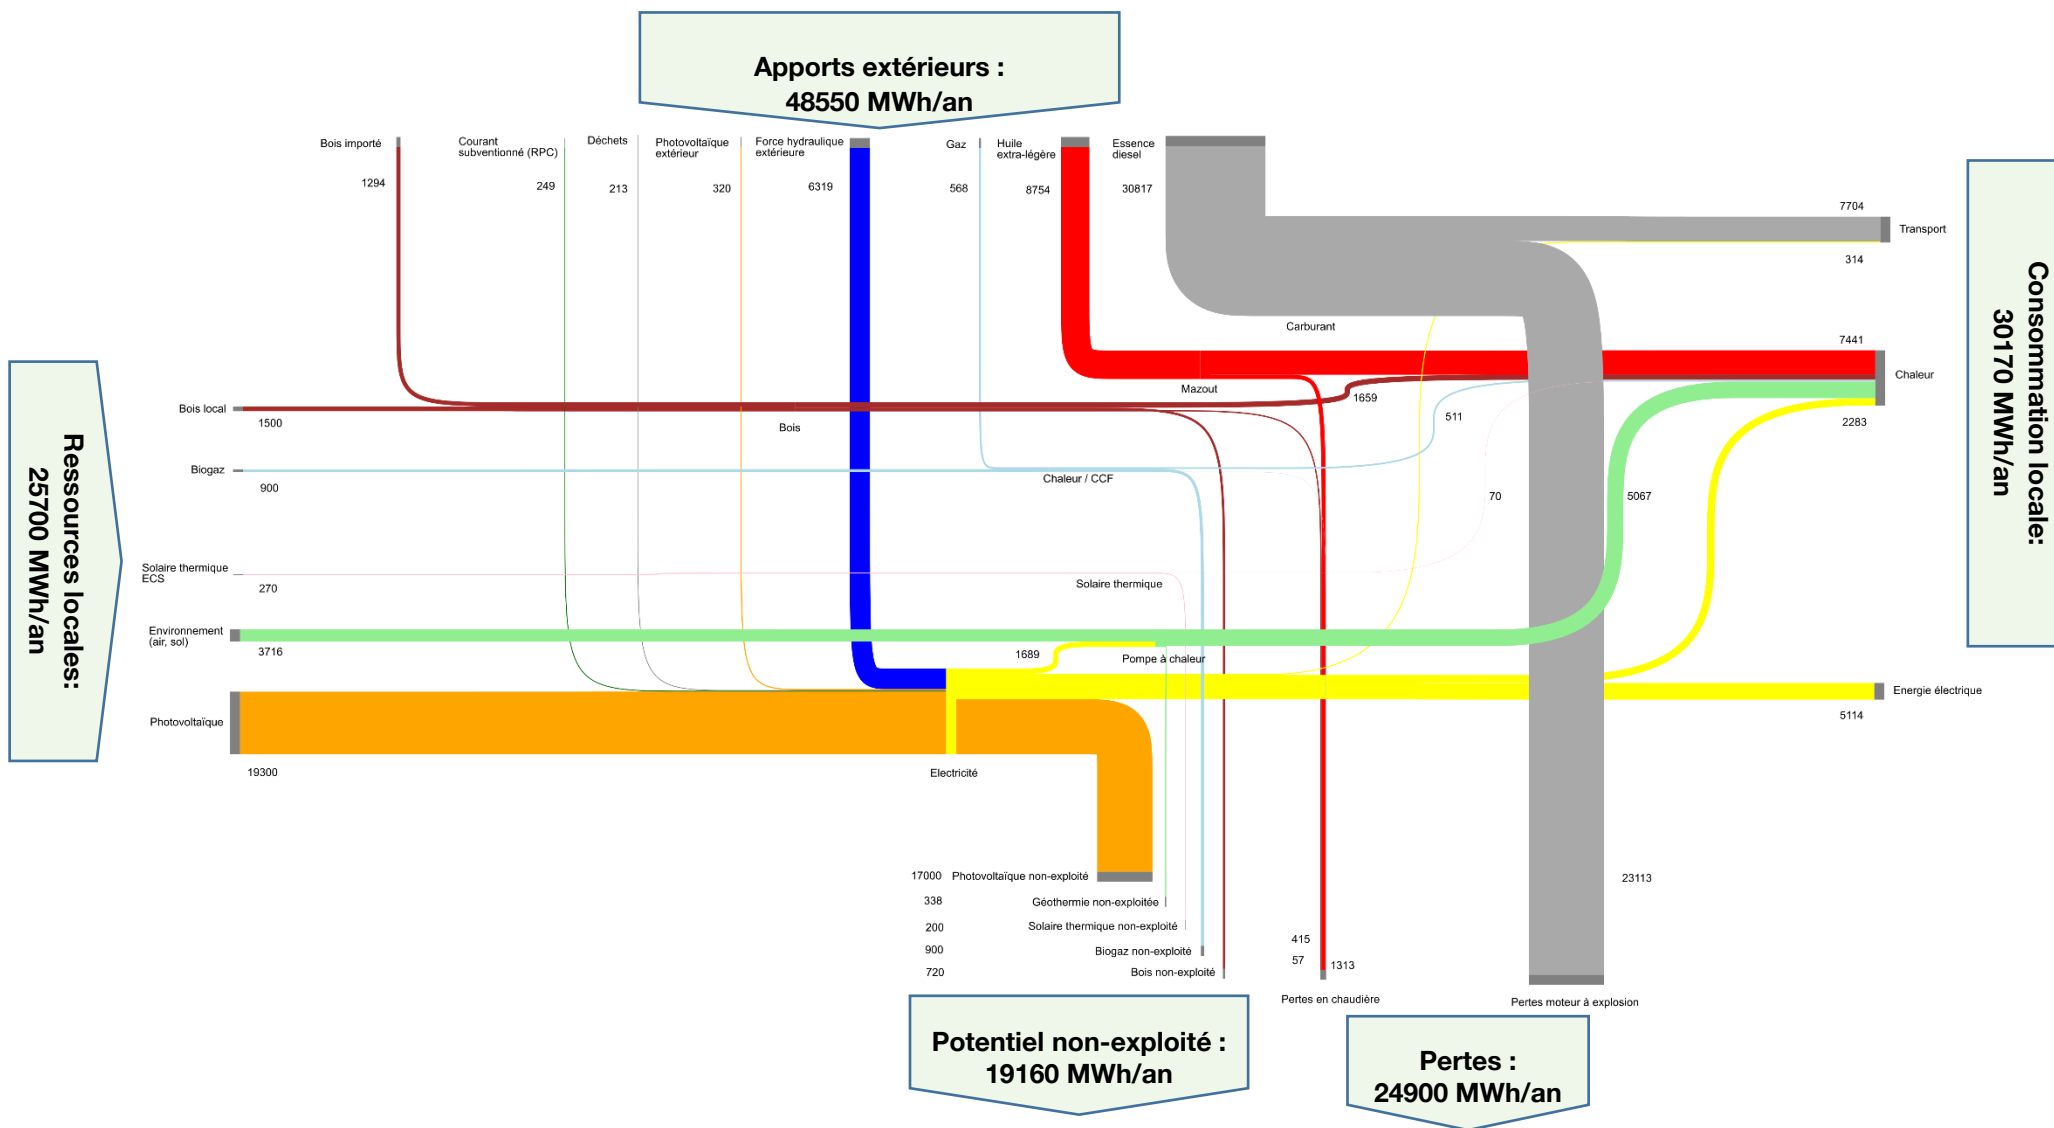 Apports extérieurs :
48550 MWh/an
Bois importé
1294
Courant
subventionné (RPC)
249
Déchets
213
Photovoltaïque
extérieur
320
Force hydraulique
extérieure
6319
Gaz
568
Huile
extra-légère
8754
Essence
diesel
30817
7704
Transport
314
Carburant
7441
Chaleur
2283
Mazout
1659
511
Consommation locale:
30170 MWh/an
Ressources locales:
25700 MWh/an
Bois local
1500
Bois
Biogaz
900
Chaleur / CCF
70
5067
Solaire thermique
ECS
270
Solaire thermique
Environnement
(air, sol)
3716
1689
Pompe à chaleur
Energie électrique
5114
Photovoltaïque
19300
Electricité
17000
Photovoltaïque non-exploité
338
Géothermie non-exploitée
200
Solaire thermique non-exploité
900
Biogaz non-exploité
720
Bois non-exploité
415
57
1313
Pertes en chaudière
23113
Pertes moteur à explosion
Potentiel non-exploité :
19160 MWh/an
Pertes :
24900 MWh/an